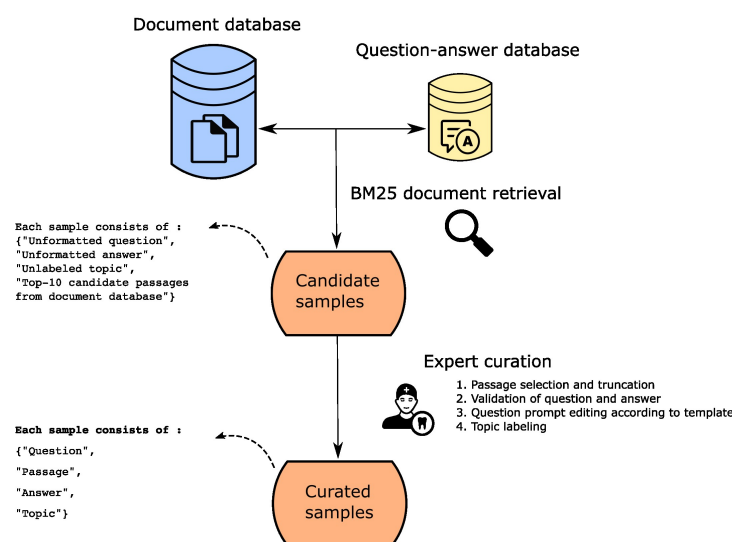 Document database
Question-answer database
A
BM25 document retrieval
Each sample consists of :
{"Unformatted question",
"Unformatted answer",
"Unlabeled topic",
"Top-10 candidate passages
from document database"}
Candidate
samples
Expert curation
1. Passage selection and truncation
2. Validation of question and answer
3. Question prompt editing according to template
4. Topic labeling
Each sample consists of :
{"Question",
"Passage",
"Answer",
"Topic"}
Curated
samples